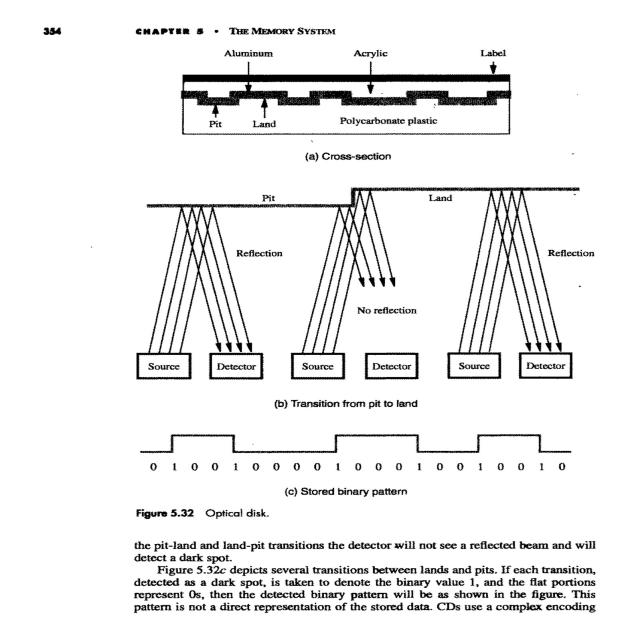 354 CHAPTER 5 • THE MEMORY SYSTEM
Aluminum Acrylic Label
Pit Land Polycarbonate plastic
(a) Cross-section
Pit Land
Reflection Reflection
No reflection
Source Detector Source Detector Source Detector
(b) Transition from pit to land
0 1 0 0 1 0 0 0 0 1 0 0 0 1 0 0 1 0 0 1 0
(c) Stored binary pattern
Figure 5.32 Optical disk.
the pit-land and land-pit transitions the detector will not see a reflected beam and will
detect a dark spot.
Figure 5.32c depicts several transitions between lands and pits. If each transition,
detected as a dark spot, is taken to denote the binary value 1, and the flat portions
represent 0s, then the detected binary pattern will be as shown in the figure. This
pattern is not a direct representation of the stored data. CDs use a complex encoding